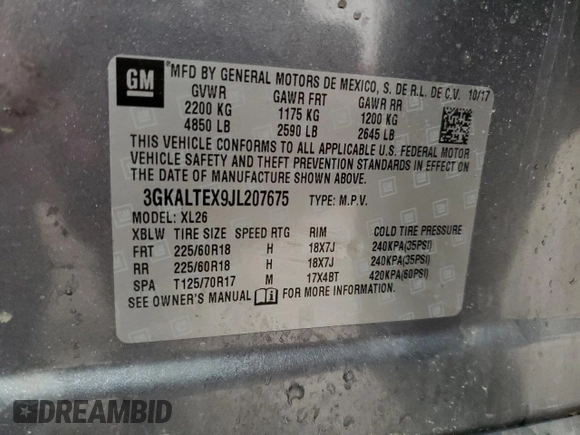 GM
*MFD BY GENERAL MOTORS DE MEXICO, S. DE R.L. DE C.V. 10/17
GVWR GAWR FRT GAWR RR
2200 KG 1175 KG 1200 KG
4850 LB 2590 LB 2645 LB
THIS VEHICLE CONFORMS TO ALL APPLICABLE U.S. FEDERAL MOTOR
VEHICLE SAFETY AND THEFT PREVENTION STANDARDS IN EFFECT ON
THE DATE OF MANUFACTURE SHOWN ABOVE.
3GKALTEX9JL207675 TYPE: M.P.V.
MODEL: XL26
XBLW TIRE SIZE SPEED RTG RIM COLD TIRE PRESSURE
FRT 225/60R18 H 18X7J 240KPA(35PSI)
RR 225/60R18 H 18X7J 240KPA(35PSI)
SPA T125/70R17 M 17X4BT 420KPA(60PSI)
SEE OWNER'S MANUAL FOR MORE INFORMATION.
DREAMBID